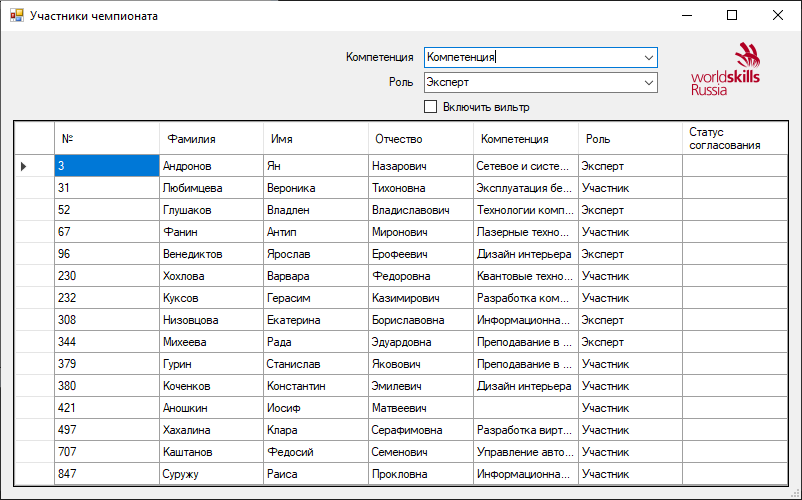 Участники чемпионата
Компетенция Компетенция
Роль Эксперт
Включить вильтр
worldskills
Russia
№ Фамилия Имя Отчество Компетенция Роль Статус согласования
3 Андронов Ян Назарович Сетевое и систе... Эксперт
31 Любимцева Вероника Тихоновна Эксплуатация бе... Участник
52 Глушаков Владлен Владиславович Технологии комп... Эксперт
67 Фанин Антип Миронович Лазерные техно... Участник
96 Венедиктов Ярослав Ерофеевич Дизайн интерьера Эксперт
230 Хохлова Варвара Федоровна Квантовые техно... Участник
232 Куксов Герасим Казимирович Разработка ком... Участник
308 Низовцова Екатерина Бориславовна Информационна... Эксперт
344 Михеева Рада Эдуардовна Преподавание в ... Эксперт
379 Гурин Станислав Яковович Преподавание в ... Участник
380 Коченков Константин Эмилевич Дизайн интерьера Участник
421 Аношкин Иосиф Матвеевич Участник
497 Хахалина Клара Серафимовна Разработка вирт... Участник
707 Каштанов Федосий Семенович Управление авто... Участник
847 Суружу Раиса Прокловна Информационна... Участник